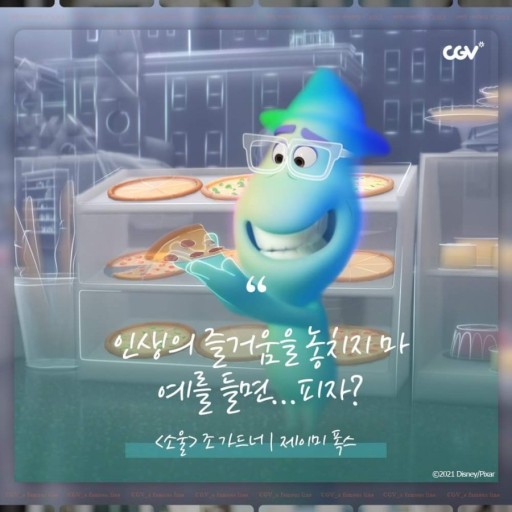 CGV
“
인생의 즐거움을 놓치지 마
예를 들면...피자?
<소울> 조 가드너 | 제이미 폭스
©2021 Disney/Pixar